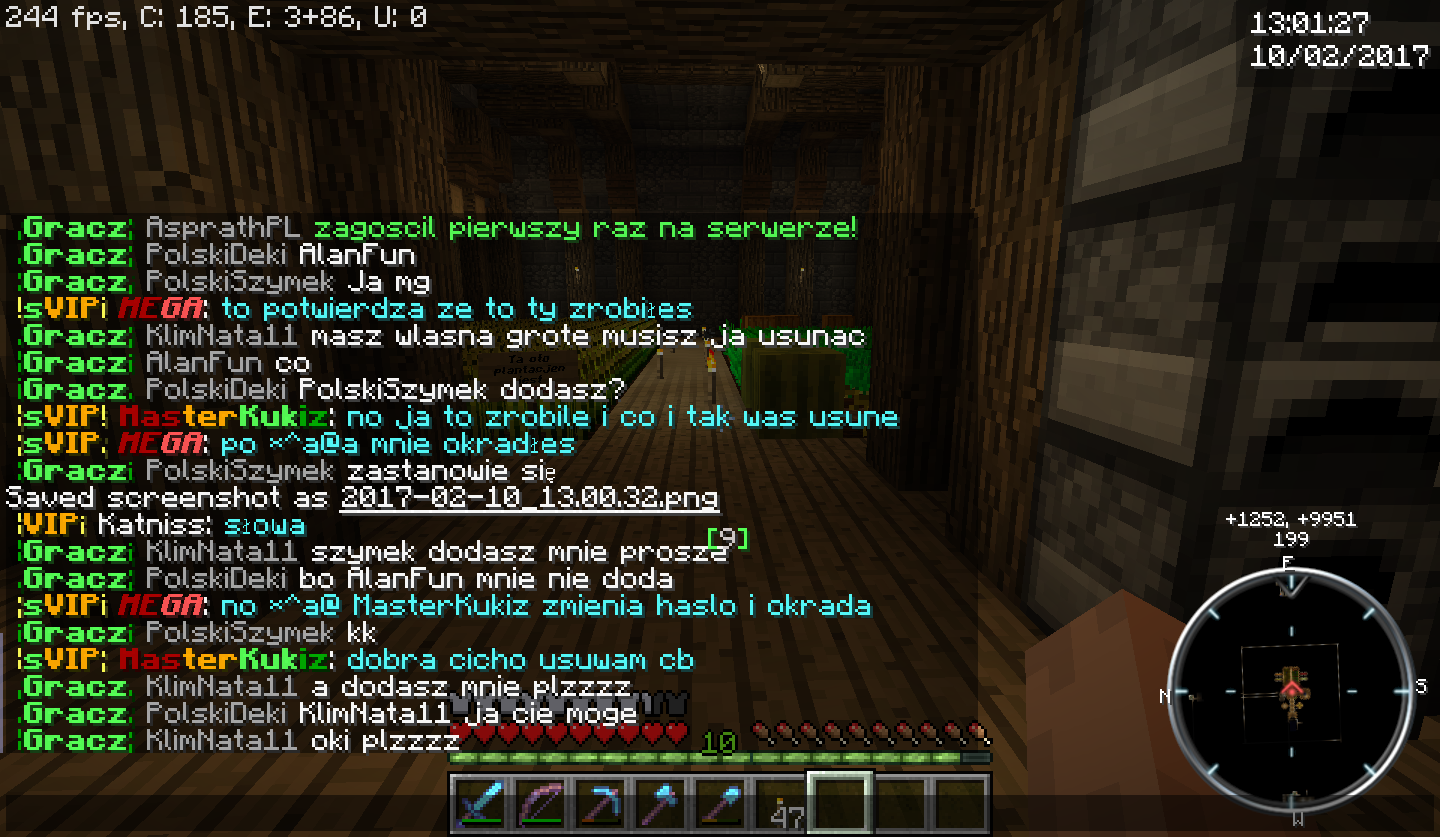 244 fps, C: 185, E: 3+86, U: 0
13:01:27
10/02/2017
Gracz AsprathPL zagoscil pierwszy raz na serwerze!
Gracz PolskiDeki AlanFun
Gracz PolskiSzymek Ja mg
sVIP MEGA: to potwierdza ze to ty zrobiłes
Gracz KlimNata11 masz wlasna grote musisz ja usunac
Gracz AlanFun co
Gracz PolskiDeki PolskiSzymek dodasz?
sVIP MasterKukiz: no ja to zrobile i co i tak was usune
sVIP MEGA: po ×^a@a mnie okradłes
Gracz PolskiSzymek zastanowie się
Saved screenshot as 2017-02-10_13.00.32.png
VIP Katniss: słowa
[9]
Gracz KlimNata11 szymek dodasz mnie prosze
Gracz PolskiDeki bo AlanFun mnie nie doda
sVIP MEGA: no ×^a@ MasterKukiz zmienia haslo i okrada
Gracz PolskiSzymek kk
sVIP MasterKukiz: dobra cicho usuwam cb
Gracz KlimNata11 a dodasz mnie plzzzz
Gracz PolskiDeki KlimNata11 ja cie moge
Gracz KlimNata11 oki plzzzz
Ta oto
plantacjen
+1252, +9951
199
E
N
S
W
10
47